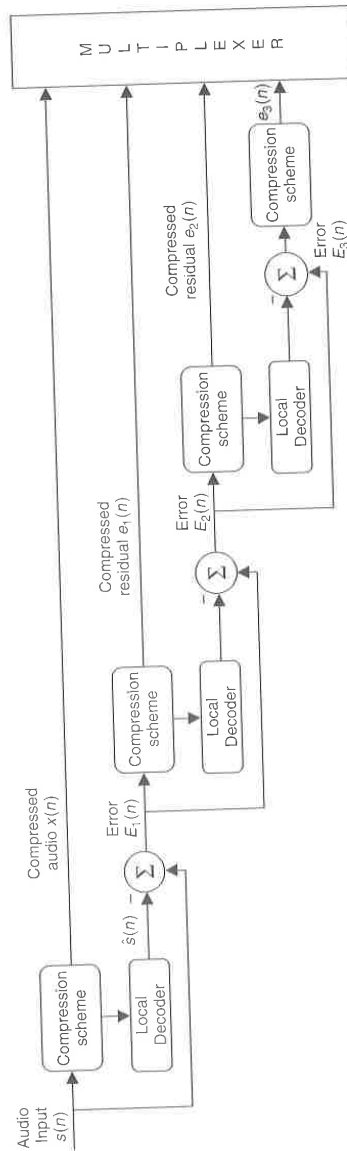 Audio
Input
s(n)
Compression
scheme
Local
Decoder
Compressed
audio x(n)
ŝ(n)
−
Σ
Error
E₁(n)
Compression
scheme
Local
Decoder
Compressed
residual e₁(n)
−
Σ
Error
E₂(n)
Compression
scheme
Local
Decoder
Compressed
residual e₂(n)
−
Σ
Error
E₃(n)
Compression
scheme
e₃(n)
M
U
L
T
I
P
L
E
X
E
R